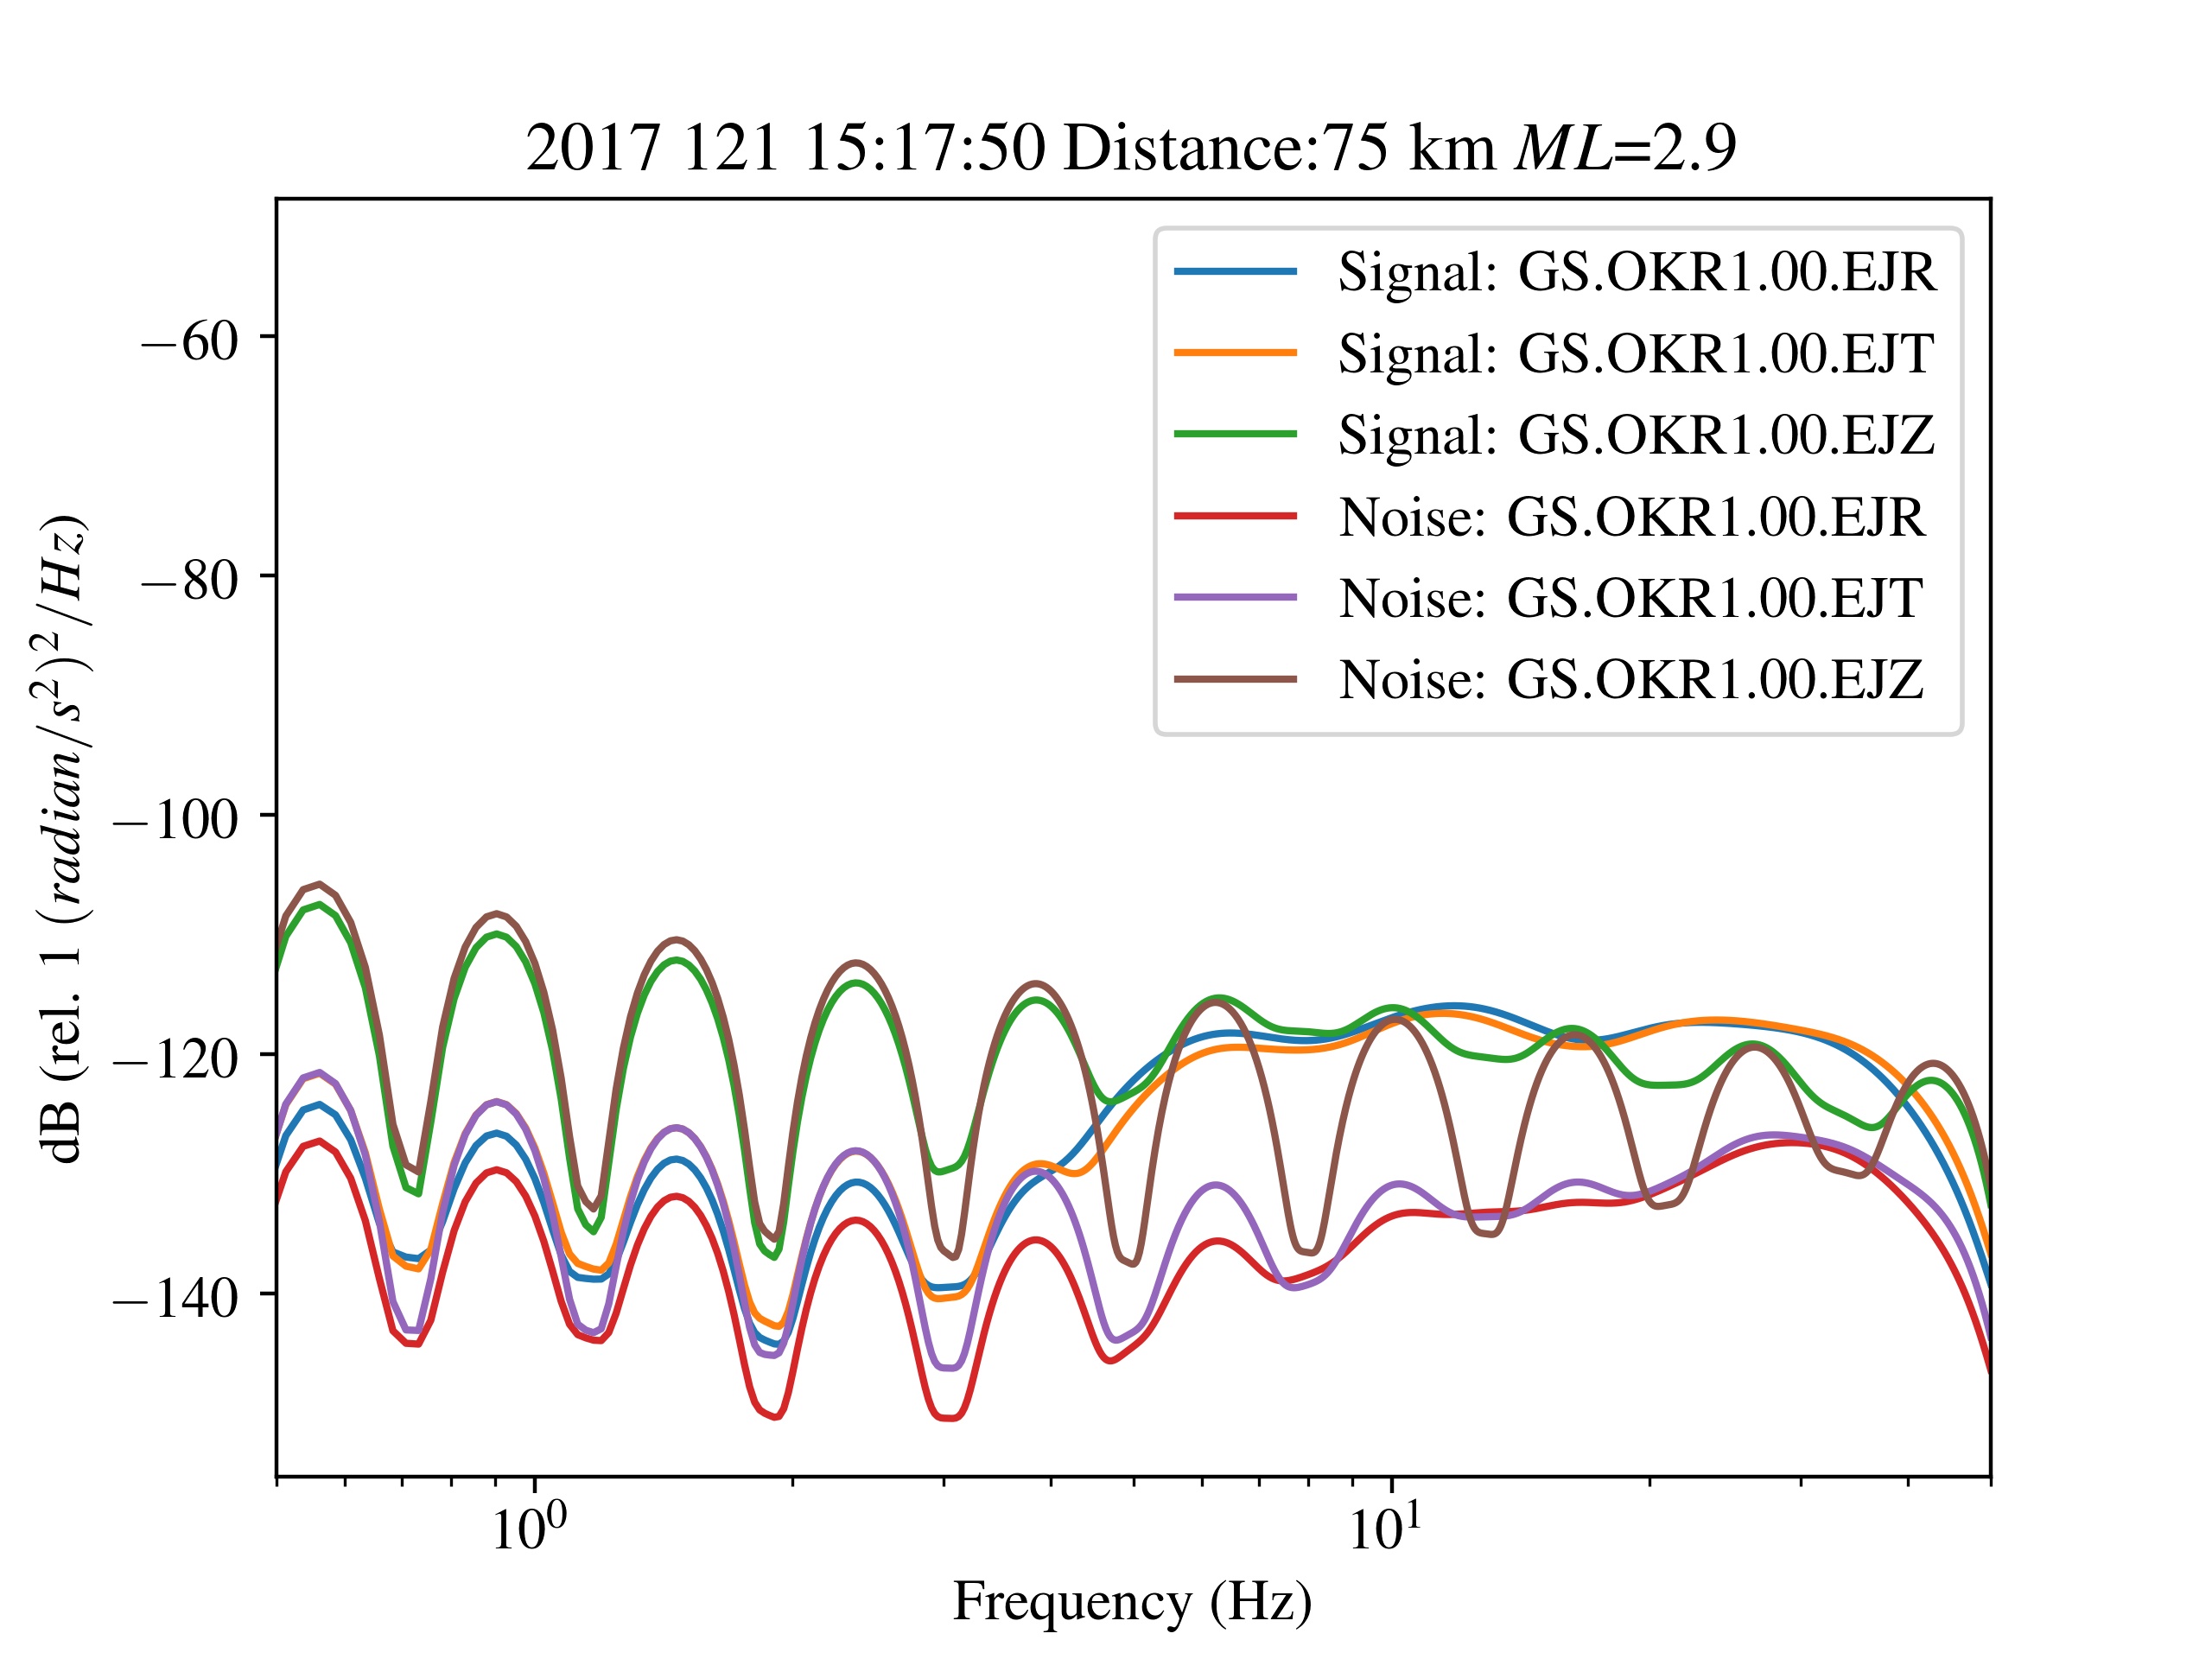 2017 121 15:17:50 Distance:75 km ML=2.9
Signal: GS.OKR1.00.EJR
Signal: GS.OKR1.00.EJT
Signal: GS.OKR1.00.EJZ
Noise: GS.OKR1.00.EJR
Noise: GS.OKR1.00.EJT
Noise: GS.OKR1.00.EJZ
−60
−80
−100
−120
−140
dB (rel. 1 (radian/s²)²/Hz)
10⁰ 10¹
Frequency (Hz)